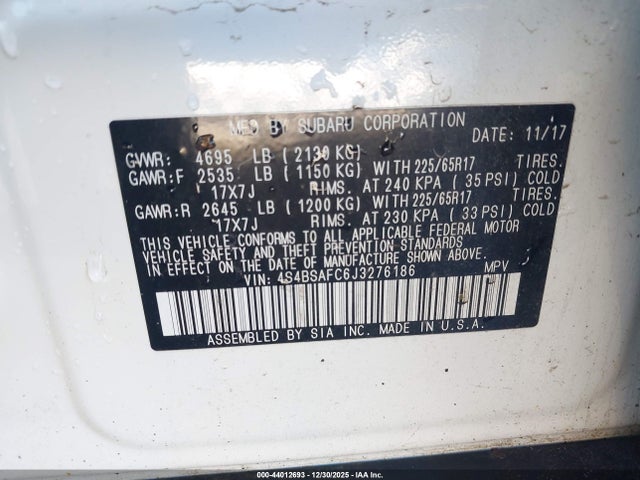 MFD BY SUBARU CORPORATION DATE: 11/17
GVWR: 4695 LB ( 2130 KG)
GAWR:F 2535 LB ( 1150 KG) WITH 225/65R17 TIRES.
17X7J RIMS. AT 240 KPA ( 35 PSI) COLD
GAWR:R 2645 LB ( 1200 KG) WITH 225/65R17 TIRES.
17X7J RIMS. AT 230 KPA ( 33 PSI) COLD
THIS VEHICLE CONFORMS TO ALL APPLICABLE FEDERAL MOTOR
VEHICLE SAFETY AND THEFT PREVENTION STANDARDS
IN EFFECT ON THE DATE OF MANUFACTURE SHOWN ABOVE.
VIN: 4S4BSAFC6J3276186 MPV
ASSEMBLED BY SIA INC. MADE IN U.S.A.
000-44012693 - 12/30/2025 - IAA Inc.